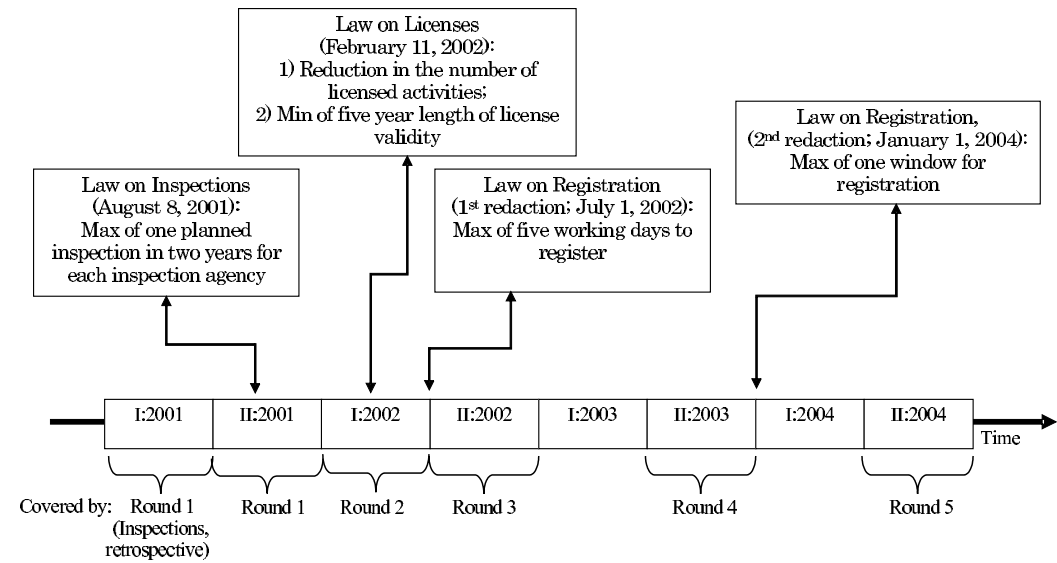 Law on Licenses
(February 11, 2002):
1) Reduction in the number of
licensed activities;
2) Min of five year length of license
validity
Law on Registration,
(2nd redaction; January 1, 2004):
Max of one window for
registration
Law on Inspections
(August 8, 2001):
Max of one planned
inspection in two years for
each inspection agency
Law on Registration
(1st redaction; July 1, 2002):
Max of five working days to
register
I:2001 II:2001 I:2002 II:2002 I:2003 II:2003 I:2004 II:2004
Time
Covered by: Round 1 Round 1 Round 2 Round 3 Round 4 Round 5
(Inspections,
retrospective)